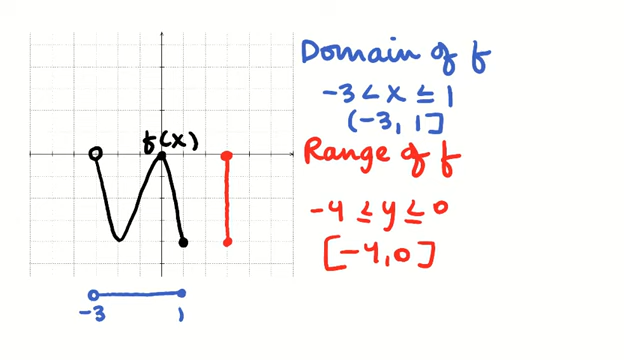 Domain of f
-3 < x ≤ 1
(-3, 1]
f(x)
Range of f
-4 ≤ y ≤ 0
[-4, 0]
-3 1